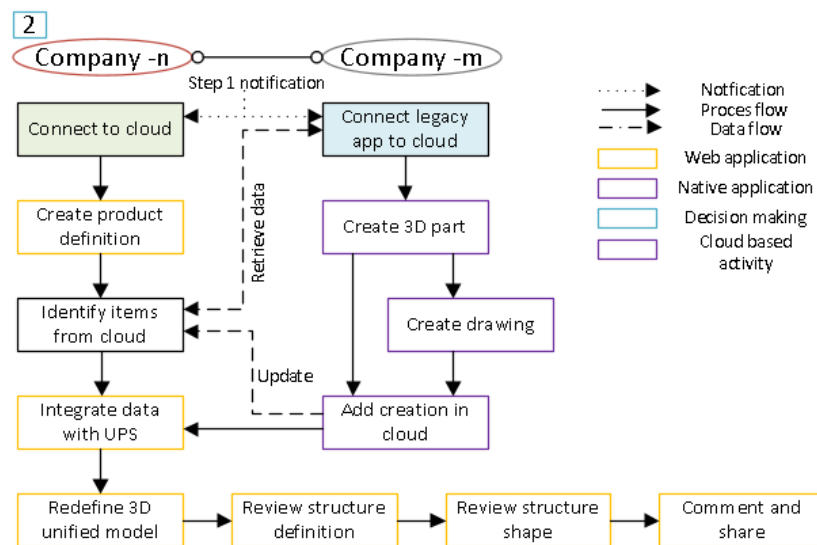 2
Company -n
Company -m
Step 1 notification
Connect to cloud
Connect legacy
app to cloud
Create product
definition
Create 3D part
Retrieve data
Identify items
from cloud
Create drawing
Update
Integrate data
with UPS
Add creation in
cloud
Redefine 3D
unified model
Review structure
definition
Review structure
shape
Comment and
share
Notfication
Proces flow
Data flow
Web application
Native application
Decision making
Cloud based
activity